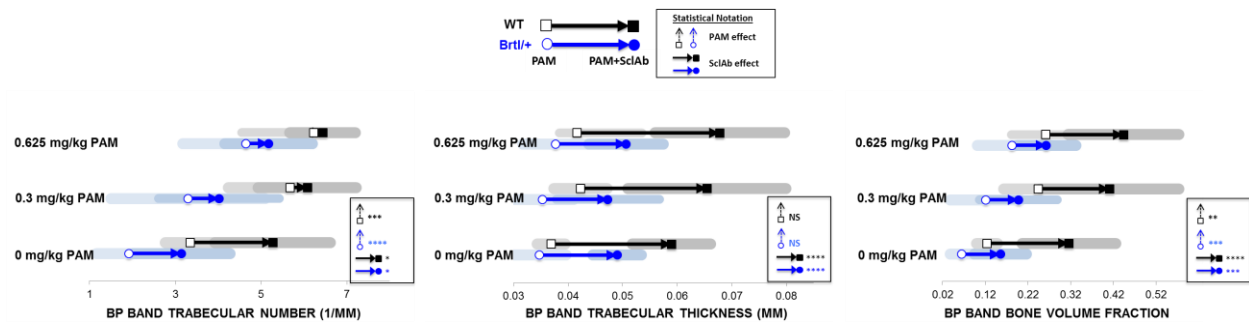 WT
Brtl/+
PAM PAM+SclAb
Statistical Notation
PAM effect
SclAb effect
0.625 mg/kg PAM
0.3 mg/kg PAM
0 mg/kg PAM
***
****
*
*
1 3 5 7
BP BAND TRABECULAR NUMBER (1/MM)
0.625 mg/kg PAM
0.3 mg/kg PAM
0 mg/kg PAM
NS
NS
****
****
0.03 0.04 0.05 0.06 0.07 0.08
BP BAND TRABECULAR THICKNESS (MM)
0.625 mg/kg PAM
0.3 mg/kg PAM
0 mg/kg PAM
**
***
****
***
0.02 0.12 0.22 0.32 0.42 0.52
BP BAND BONE VOLUME FRACTION